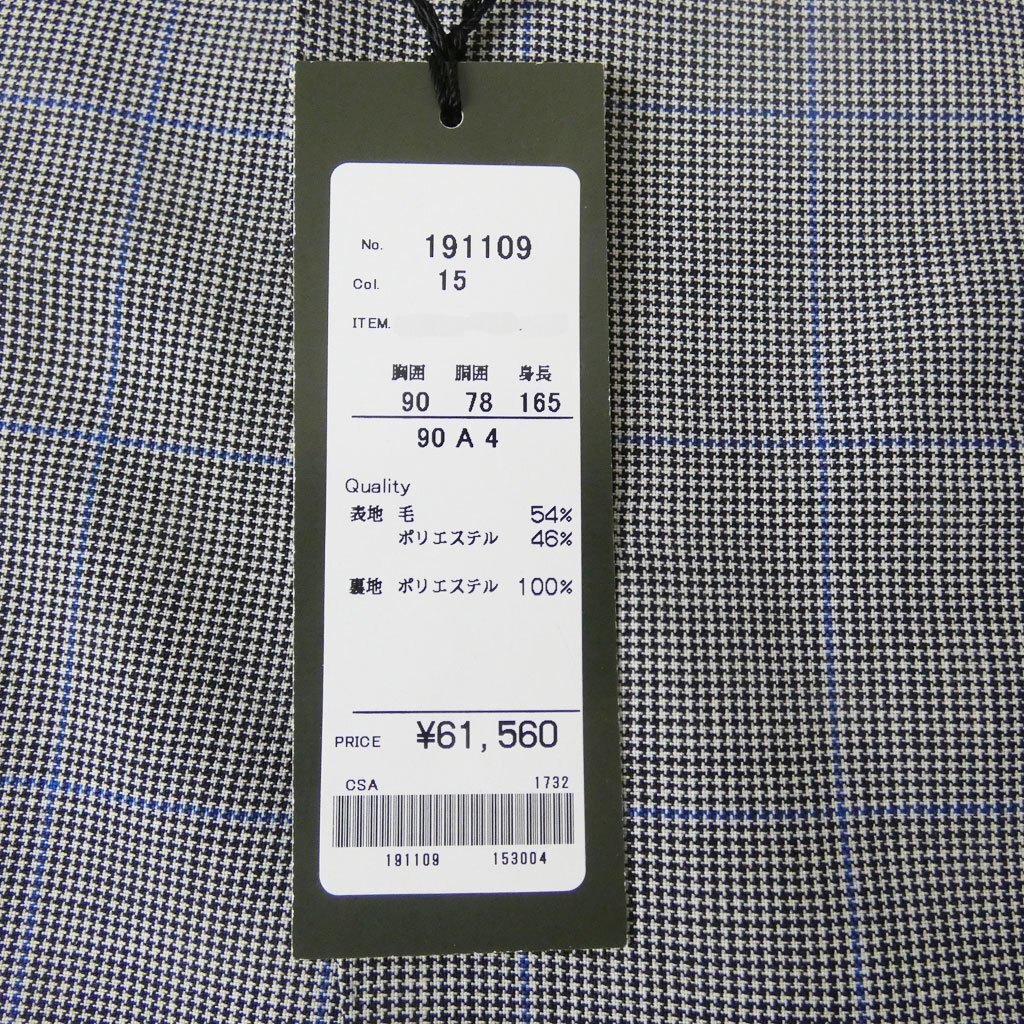 No. 191109
Col. 15
ITEM.
胸囲 胴囲 身長
90 78 165
90 A 4
Quality
表地 毛 54%
ポリエステル 46%
裏地 ポリエステル 100%
PRICE ¥61,560
CSA 1732
191109 153004